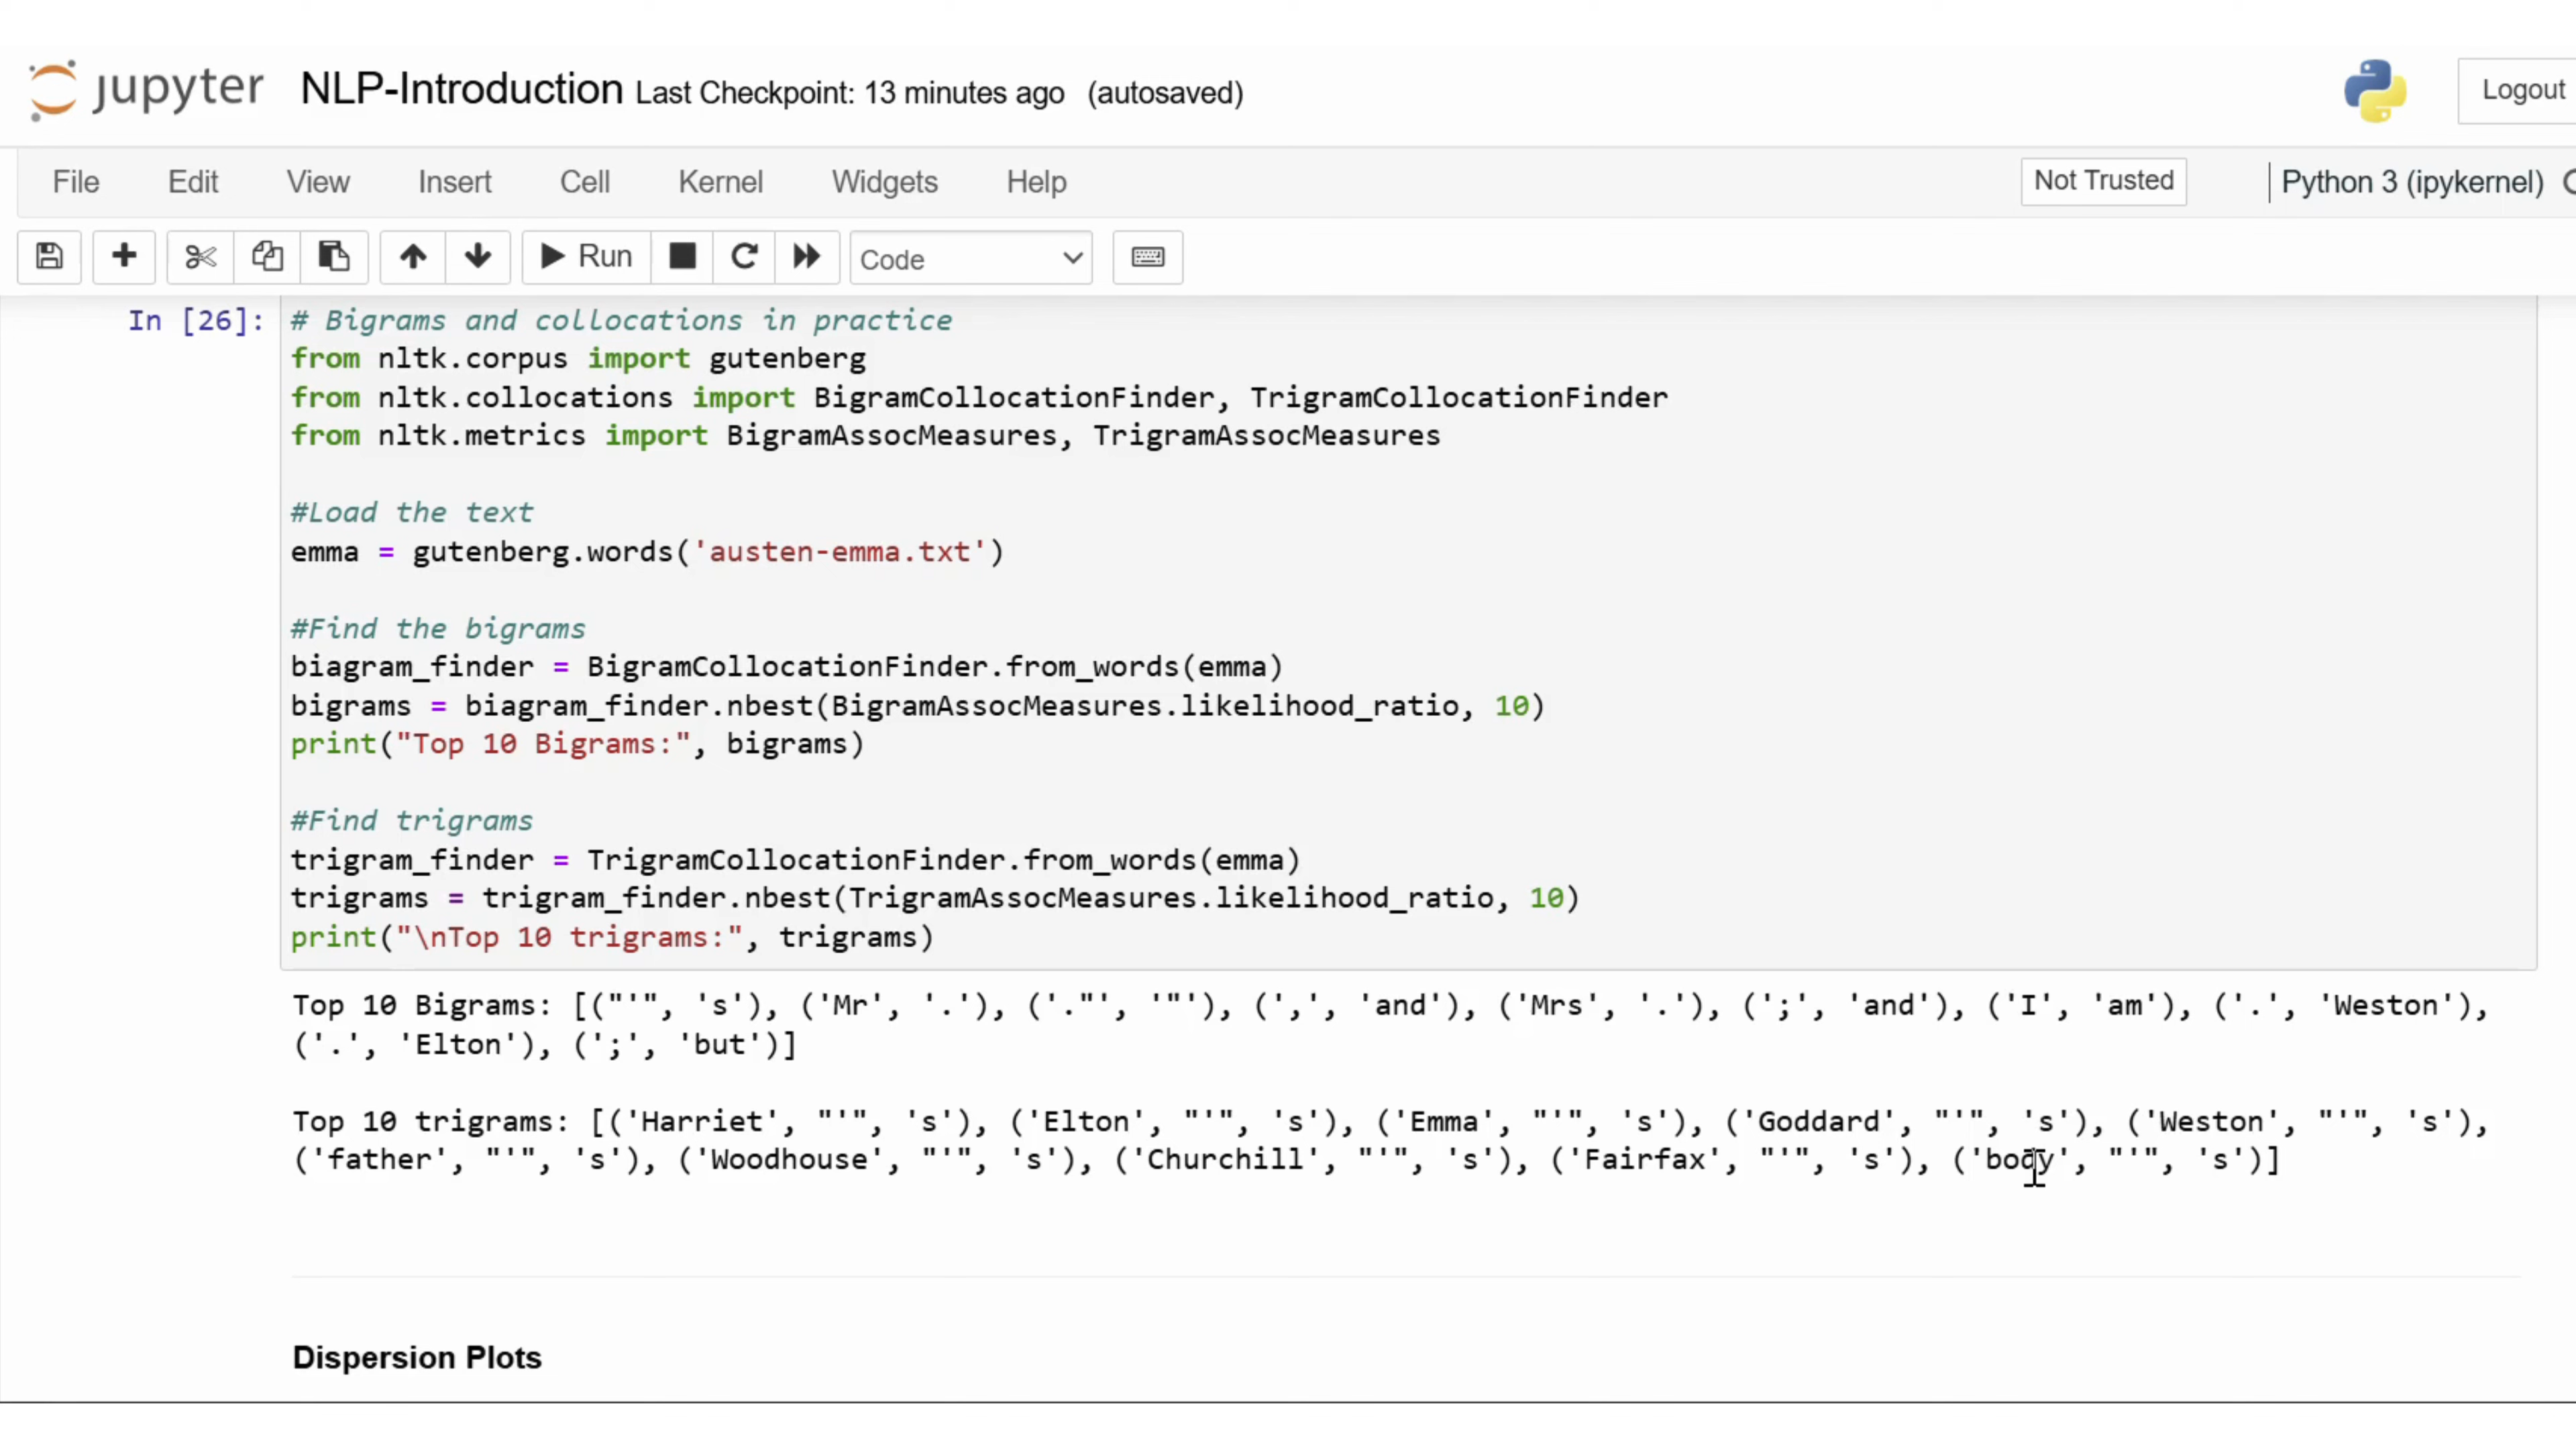 jupyter NLP-Introduction Last Checkpoint: 13 minutes ago (autosaved) Logout
File Edit View Insert Cell Kernel Widgets Help Not Trusted Python 3 (ipykernel)
Run Code
In [26]: # Bigrams and collocations in practice
from nltk.corpus import gutenberg
from nltk.collocations import BigramCollocationFinder, TrigramCollocationFinder
from nltk.metrics import BigramAssocMeasures, TrigramAssocMeasures
#Load the text
emma = gutenberg.words('austen-emma.txt')
#Find the bigrams
biagram_finder = BigramCollocationFinder.from_words(emma)
bigrams = biagram_finder.nbest(BigramAssocMeasures.likelihood_ratio, 10)
print("Top 10 Bigrams:", bigrams)
#Find trigrams
trigram_finder = TrigramCollocationFinder.from_words(emma)
trigrams = trigram_finder.nbest(TrigramAssocMeasures.likelihood_ratio, 10)
print("\nTop 10 trigrams:", trigrams)
Top 10 Bigrams: [("'", 's'), ('Mr', '.'), ('."', '"'), (',', 'and'), ('Mrs', '.'), (';', 'and'), ('I', 'am'), ('.', 'Weston'),
('.', 'Elton'), (';', 'but')]
Top 10 trigrams: [('Harriet', "'", 's'), ('Elton', "'", 's'), ('Emma', "'", 's'), ('Goddard', "'", 's'), ('Weston', "'", 's'),
('father', "'", 's'), ('Woodhouse', "'", 's'), ('Churchill', "'", 's'), ('Fairfax', "'", 's'), ('body', "'", 's')]
Dispersion Plots